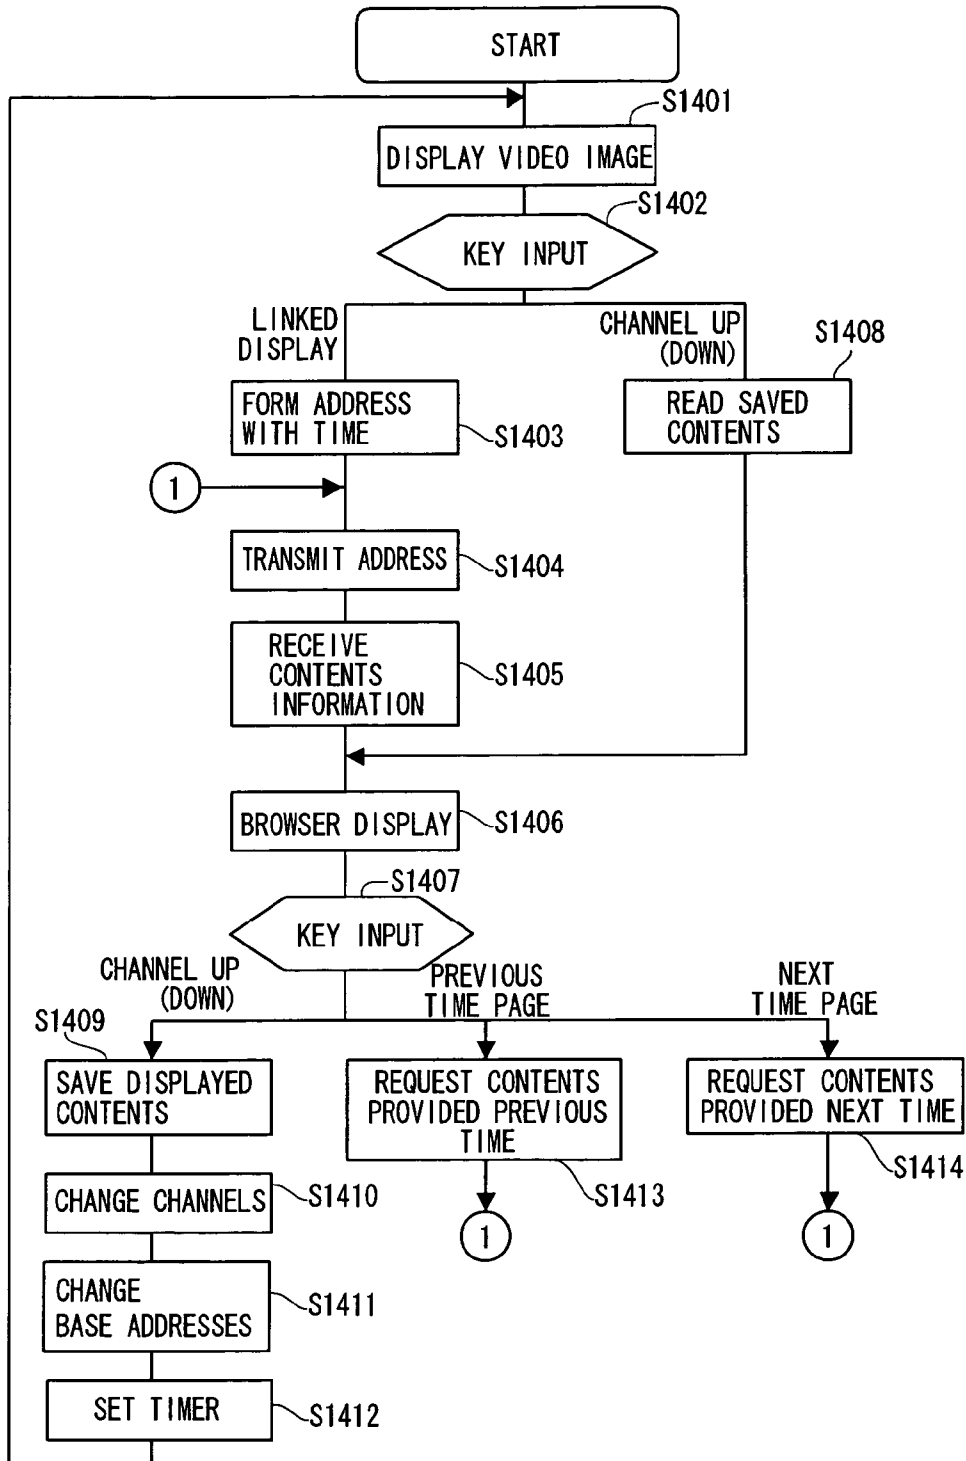 START
S1401
DISPLAY VIDEO IMAGE
S1402
KEY INPUT
LINKED
DISPLAY
CHANNEL UP
(DOWN)
S1408
FORM ADDRESS
WITH TIME
S1403
READ SAVED
CONTENTS
1
TRANSMIT ADDRESS
S1404
RECEIVE
CONTENTS
INFORMATION
S1405
BROWSER DISPLAY
S1406
S1407
KEY INPUT
CHANNEL UP
(DOWN)
PREVIOUS
TIME PAGE
NEXT
TIME PAGE
S1409
SAVE DISPLAYED
CONTENTS
REQUEST CONTENTS
PROVIDED PREVIOUS
TIME
REQUEST CONTENTS
PROVIDED NEXT TIME
S1413
S1414
CHANGE CHANNELS
S1410
1
1
CHANGE
BASE ADDRESSES
S1411
SET TIMER
S1412